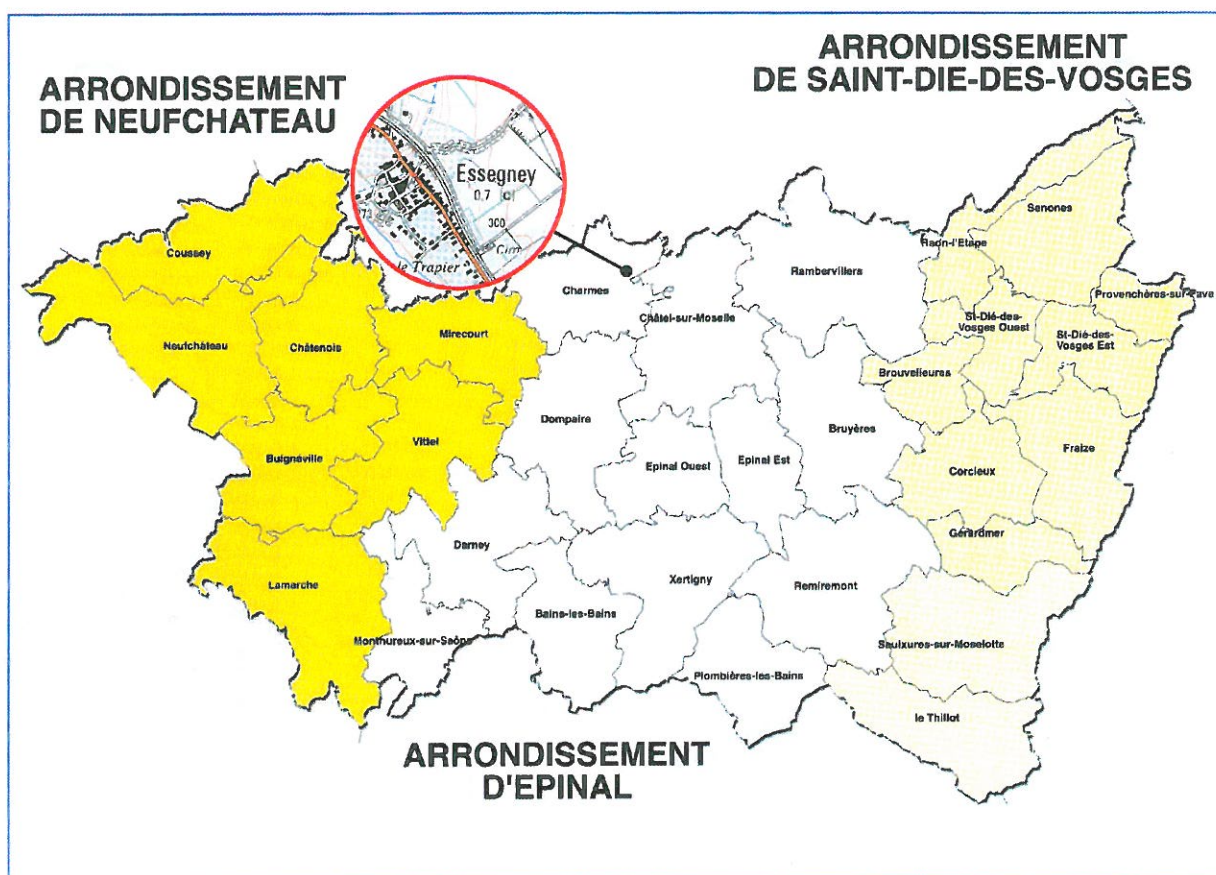 ARRONDISSEMENT
DE SAINT-DIE-DES-VOSGES
ARRONDISSEMENT
DE NEUFCHATEAU
Essegney
0,7
300
le Trapier
Coussey
Neufchâteau
Châtenois
Mirecourt
Charmes
Châtel-sur-Moselle
Rambervillers
Raon-l'Etape
Senones
Provenchères-sur-Fave
St-Dié-des-
Vosges Ouest
St-Dié-des-
Vosges Est
Brouvelieures
Dompaire
Bulgnéville
Vittel
Epinal Ouest
Epinal Est
Bruyères
Corcieux
Fraize
Gérardmer
Lamarche
Darney
Xertigny
Remiremont
Bains-les-Bains
Monthureux-sur-Saône
Saulxures-sur-Moselotte
Plombières-les-Bains
le Thillot
ARRONDISSEMENT
D'EPINAL